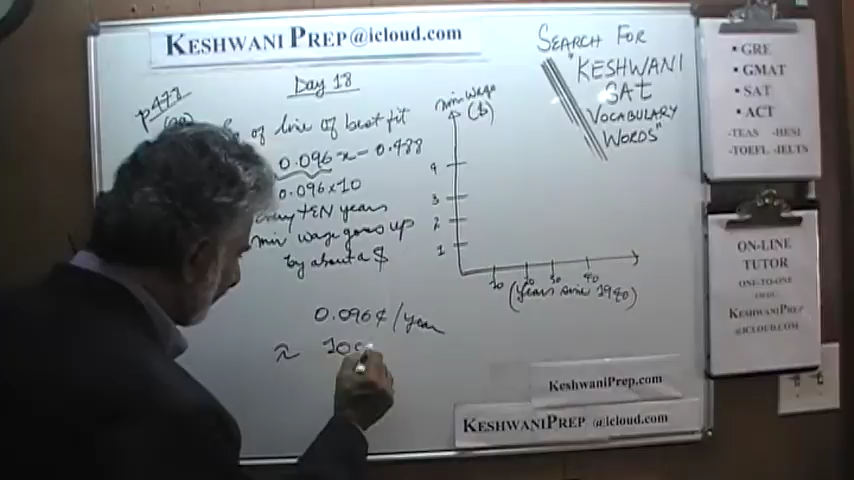 KESHWANI PREP@icloud.com
Day 18
p473
of line of best fit
0.096x - 0.488
0.096x10
every TEN years
min wage goes up
by about a $
0.096¢/year
≈ 10¢
min wage
($)
4
3
2
1
10 20 30 40
(Years since 1940)
SEARCH FOR
"KESHWANI
SAT
VOCABULARY
WORDS"
• GRE
• GMAT
• SAT
• ACT
-TEAS -HESI
-TOEFL -IELTS
ON-LINE
TUTOR
ONE-TO-ONE
KESHWANIPREP
@ICLOUD.COM
KESHWANIPREP.COM
KESHWANIPREP @icloud.com